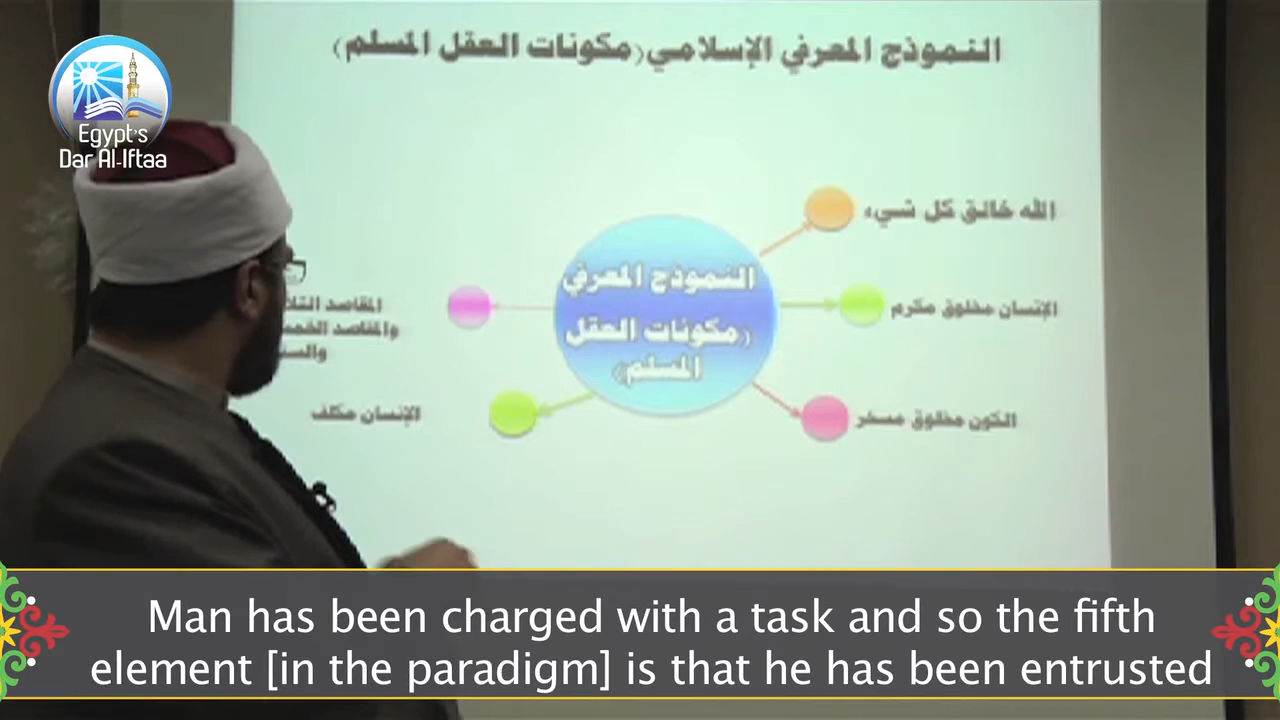 النموذج المعرفي الإسلامي (مكونات العقل المسلم)
Egypt's
Dar Al-Iftaa
الله خالق كل شيء
الإنسان مخلوق مكرم
الكون مخلوق مسخر
النموذج المعرفي
(مكونات العقل
المسلم)
المقاصد
والمقاصد
الإنسان مكلف
Man has been charged with a task and so the fifth
element [in the paradigm] is that he has been entrusted